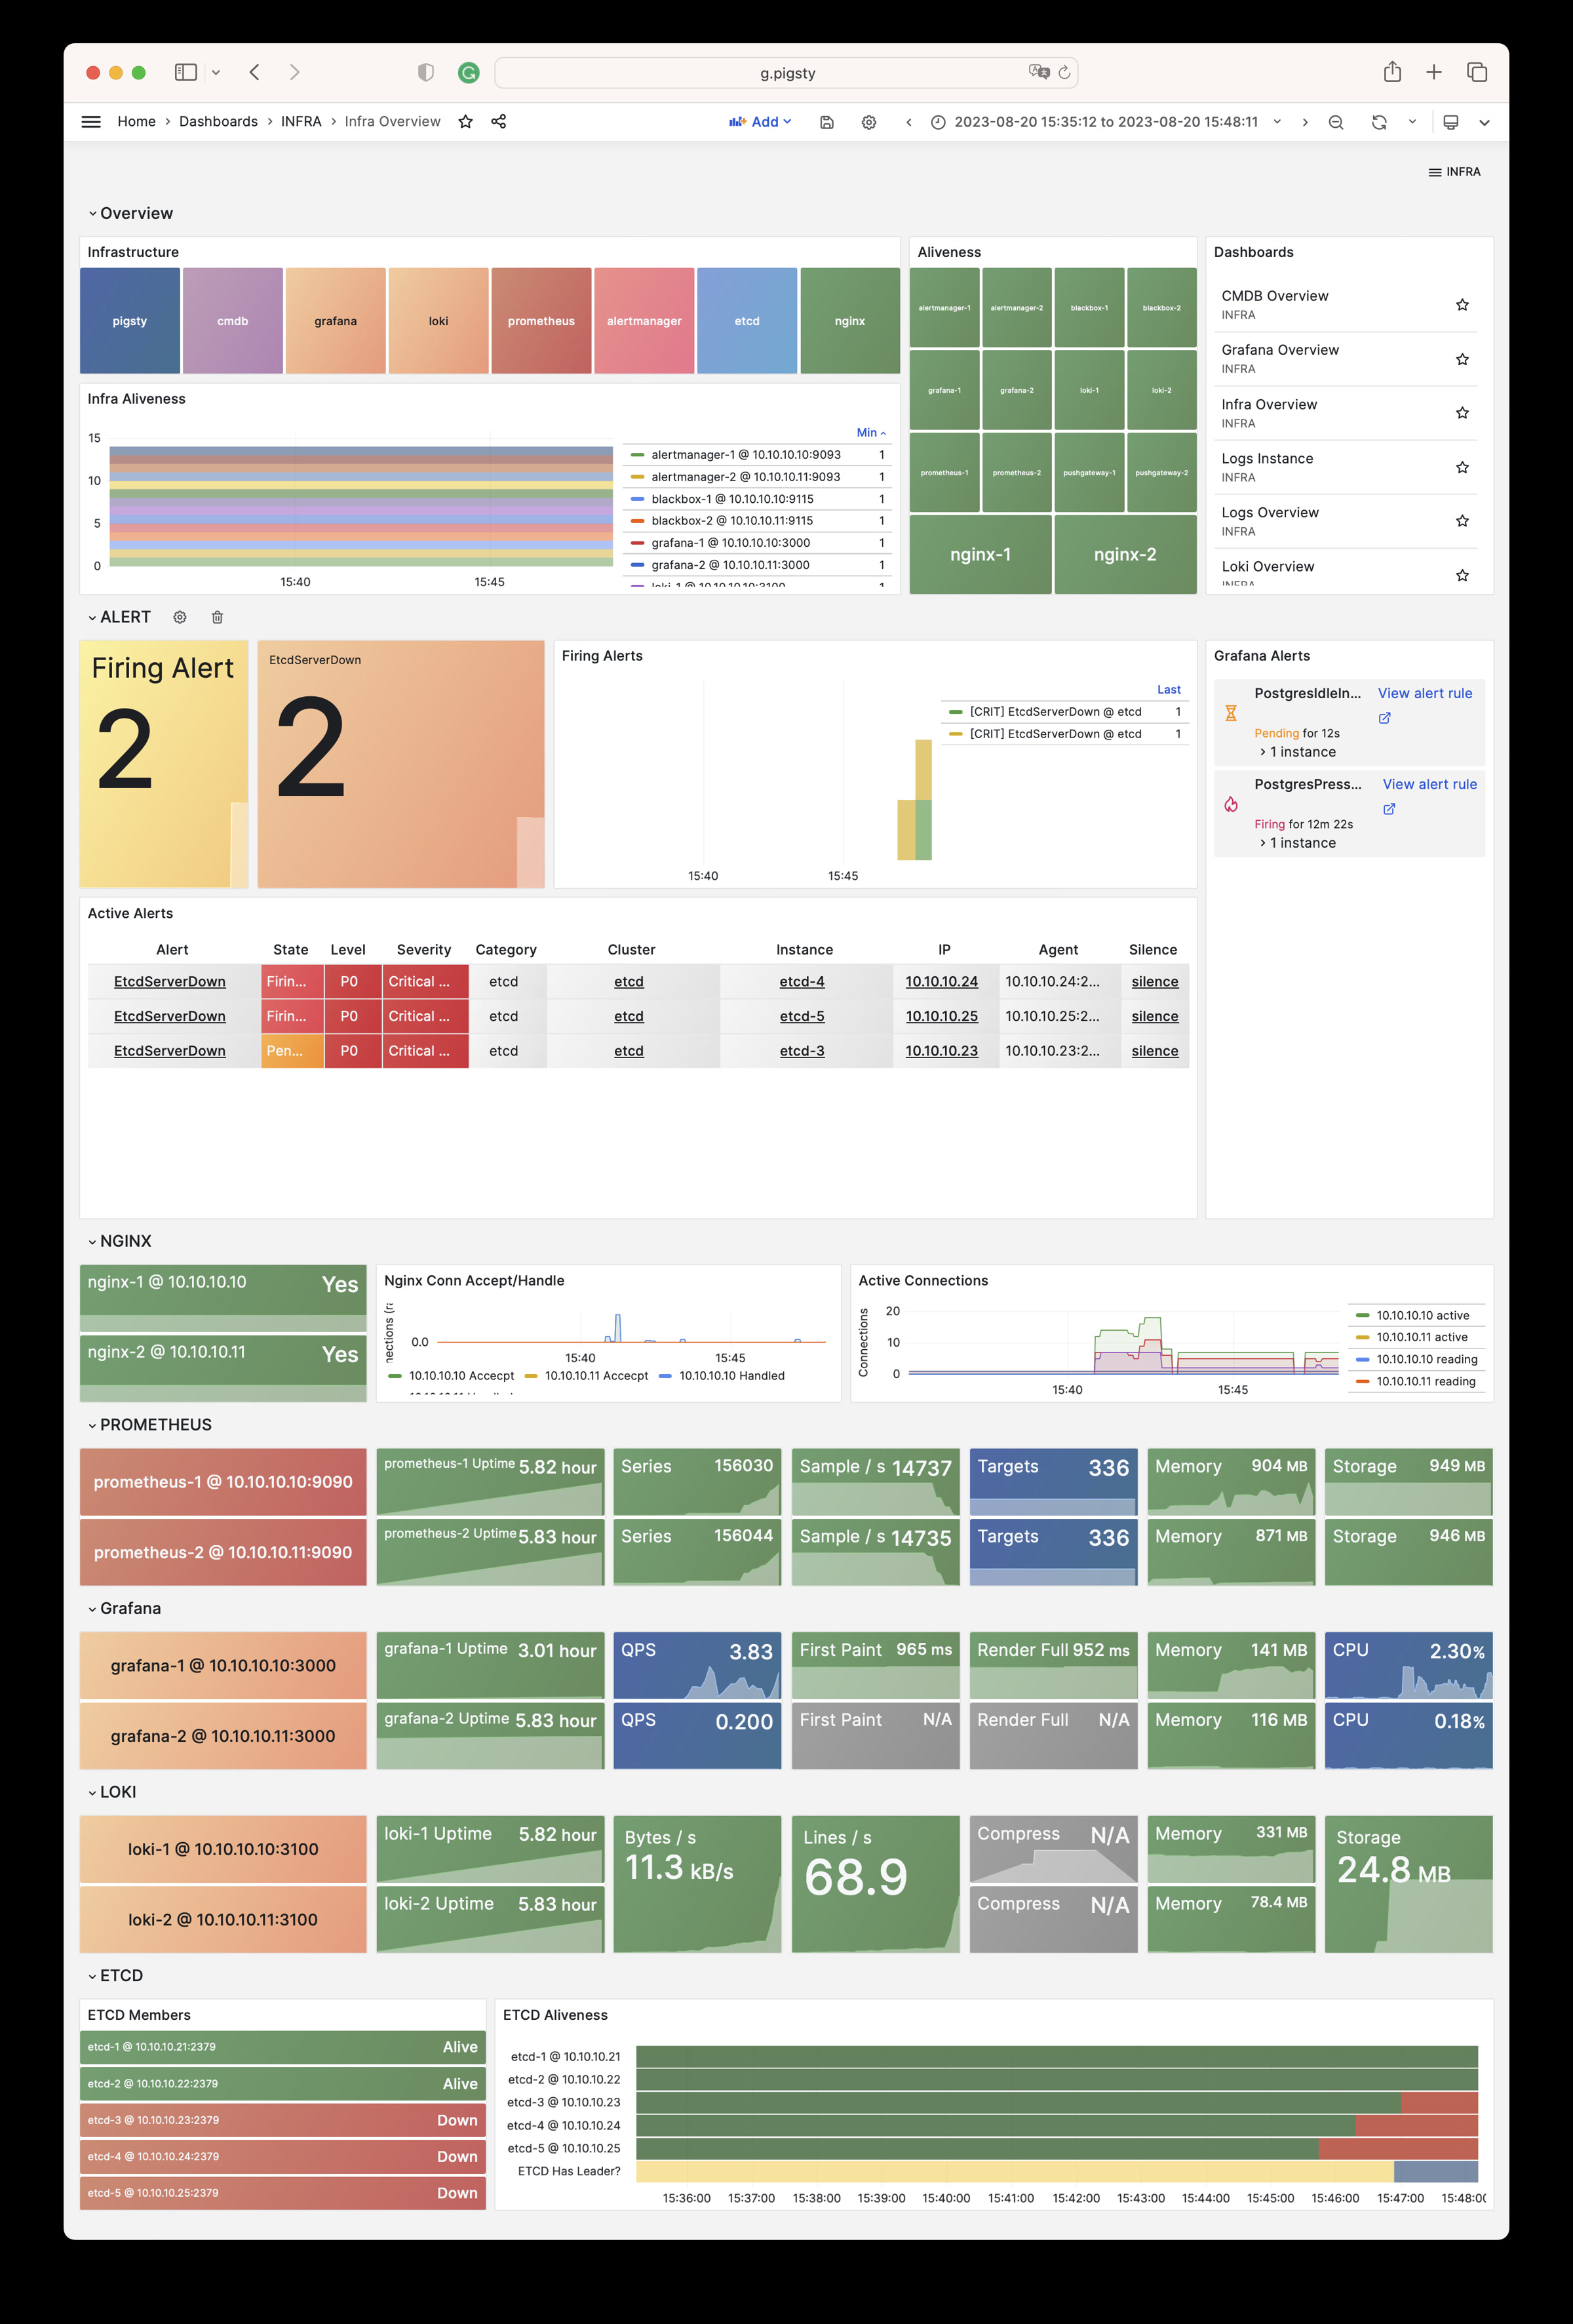 g.pigsty
Home › Dashboards › INFRA › Infra Overview
Add
2023-08-20 15:35:12 to 2023-08-20 15:48:11
INFRA
Overview
Infrastructure
pigsty
cmdb
grafana
loki
prometheus
alertmanager
etcd
nginx
Infra Aliveness
15
10
5
0
15:40
15:45
Min
alertmanager-1 @ 10.10.10.10:9093 1
alertmanager-2 @ 10.10.10.11:9093 1
blackbox-1 @ 10.10.10.10:9115 1
blackbox-2 @ 10.10.10.11:9115 1
grafana-1 @ 10.10.10.10:3000 1
grafana-2 @ 10.10.10.11:3000 1
loki-1 @ 10.10.10.10:3100 1
Aliveness
alertmanager-1
alertmanager-2
blackbox-1
blackbox-2
grafana-1
grafana-2
loki-1
loki-2
prometheus-1
prometheus-2
pushgateway-1
pushgateway-2
nginx-1
nginx-2
Dashboards
CMDB Overview
INFRA
Grafana Overview
INFRA
Infra Overview
INFRA
Logs Instance
INFRA
Logs Overview
INFRA
Loki Overview
INFRA
ALERT
Firing Alert
2
EtcdServerDown
2
Firing Alerts
15:40
15:45
Last
[CRIT] EtcdServerDown @ etcd 1
[CRIT] EtcdServerDown @ etcd 1
Grafana Alerts
PostgresIdleIn... View alert rule
Pending for 12s
1 instance
PostgresPress... View alert rule
Firing for 12m 22s
1 instance
Active Alerts
Alert State Level Severity Category Cluster Instance IP Agent Silence
EtcdServerDown Firin... P0 Critical ... etcd etcd etcd-4 10.10.10.24 10.10.10.24:2... silence
EtcdServerDown Firin... P0 Critical ... etcd etcd etcd-5 10.10.10.25 10.10.10.25:2... silence
EtcdServerDown Pen... P0 Critical ... etcd etcd etcd-3 10.10.10.23 10.10.10.23:2... silence
NGINX
nginx-1 @ 10.10.10.10 Yes
nginx-2 @ 10.10.10.11 Yes
Nginx Conn Accept/Handle
0.0
15:40
15:45
10.10.10.10 Accecpt
10.10.10.11 Accecpt
10.10.10.10 Handled
10.10.10.11 Handled
Active Connections
Connections
20
10
0
15:40
15:45
10.10.10.10 active
10.10.10.11 active
10.10.10.10 reading
10.10.10.11 reading
PROMETHEUS
prometheus-1 @ 10.10.10.10:9090
prometheus-1 Uptime 5.82 hour
Series 156030
Sample / s 14737
Targets 336
Memory 904 MB
Storage 949 MB
prometheus-2 @ 10.10.10.11:9090
prometheus-2 Uptime 5.83 hour
Series 156044
Sample / s 14735
Targets 336
Memory 871 MB
Storage 946 MB
Grafana
grafana-1 @ 10.10.10.10:3000
grafana-1 Uptime 3.01 hour
QPS 3.83
First Paint 965 ms
Render Full 952 ms
Memory 141 MB
CPU 2.30%
grafana-2 @ 10.10.10.11:3000
grafana-2 Uptime 5.83 hour
QPS 0.200
First Paint N/A
Render Full N/A
Memory 116 MB
CPU 0.18%
LOKI
loki-1 @ 10.10.10.10:3100
loki-2 @ 10.10.10.11:3100
loki-1 Uptime 5.82 hour
loki-2 Uptime 5.83 hour
Bytes / s
11.3 kB/s
Lines / s
68.9
Compress N/A
Compress N/A
Memory 331 MB
Memory 78.4 MB
Storage
24.8 MB
ETCD
ETCD Members
etcd-1 @ 10.10.10.21:2379 Alive
etcd-2 @ 10.10.10.22:2379 Alive
etcd-3 @ 10.10.10.23:2379 Down
etcd-4 @ 10.10.10.24:2379 Down
etcd-5 @ 10.10.10.25:2379 Down
ETCD Aliveness
etcd-1 @ 10.10.10.21
etcd-2 @ 10.10.10.22
etcd-3 @ 10.10.10.23
etcd-4 @ 10.10.10.24
etcd-5 @ 10.10.10.25
ETCD Has Leader?
15:36:00 15:37:00 15:38:00 15:39:00 15:40:00 15:41:00 15:42:00 15:43:00 15:44:00 15:45:00 15:46:00 15:47:00 15:48:00